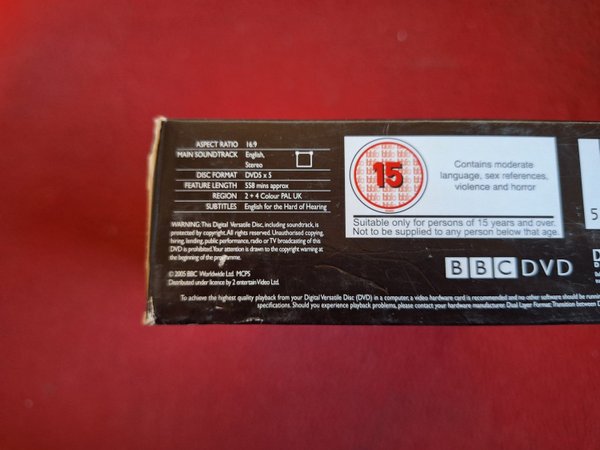 ASPECT RATIO 16:9
MAIN SOUNDTRACK English,
Stereo
DISC FORMAT DVD5 x 5
FEATURE LENGTH 558 mins approx
REGION 2 + 4 Colour PAL UK
SUBTITLES English for the Hard of Hearing
WARNING: This Digital Versatile Disc, including soundtrack, is
protected by copyright. All rights reserved. Unauthorised copying,
hiring, lending, public performance, radio or TV broadcasting of this
DVD is prohibited. Your attention is drawn to the copyright warning at
the beginning of the programme.
©2005 BBC Worldwide Ltd. MCPS
Distributed under licence by 2 entertain Video Ltd.
15
Contains moderate
language, sex references,
violence and horror
Suitable only for persons of 15 years and over.
Not to be supplied to any person below that age.
5
BBC DVD
To achieve the highest quality playback from your Digital Versatile Disc (DVD) in a computer, a video hardware card is recommended and no other software should be runn
specifications. Should you experience playback problems, please contact your hardware manufacturer. Dual Layer Format: Transition between